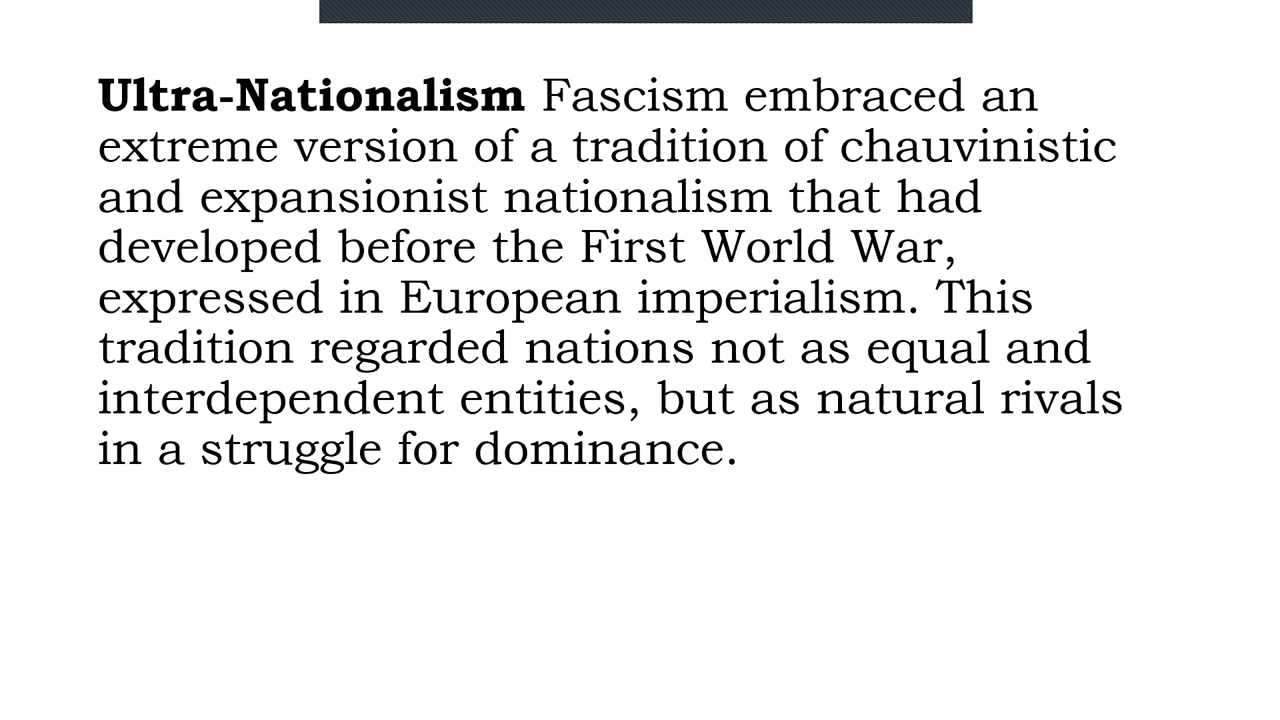 Ultra-Nationalism Fascism embraced an
extreme version of a tradition of chauvinistic
and expansionist nationalism that had
developed before the First World War,
expressed in European imperialism. This
tradition regarded nations not as equal and
interdependent entities, but as natural rivals
in a struggle for dominance.